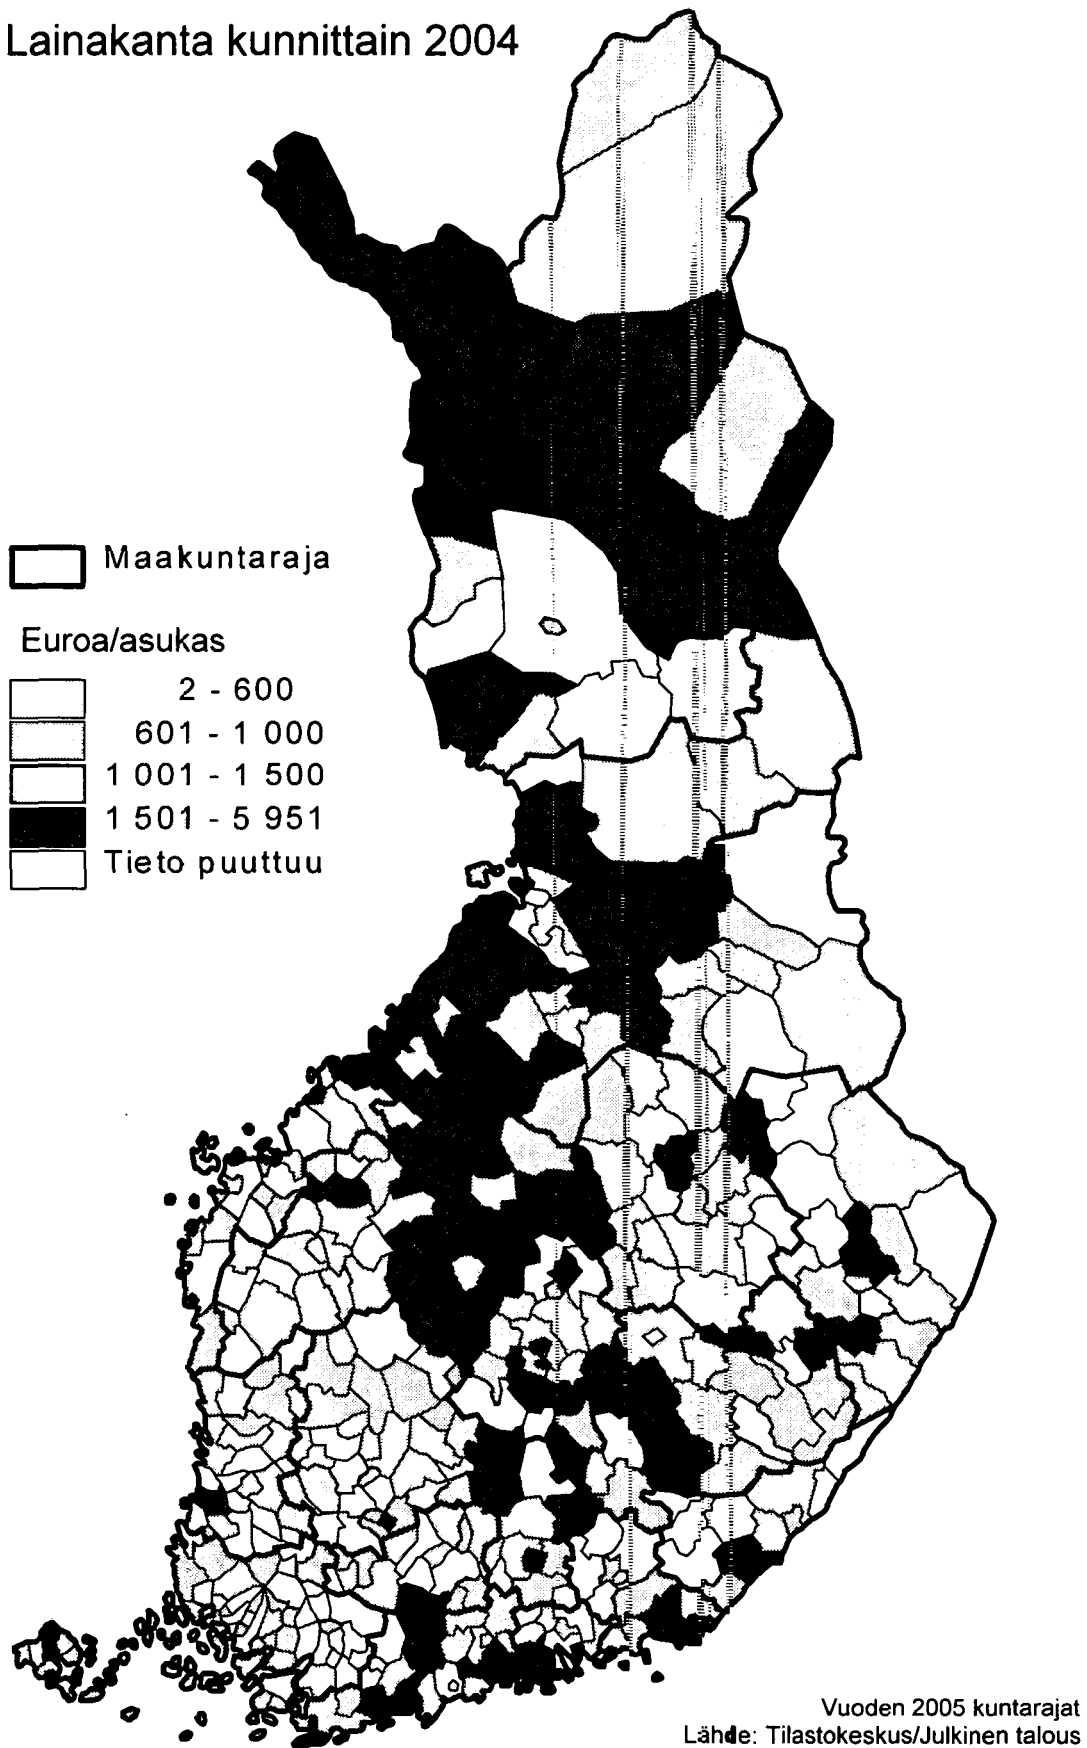 Lainakanta kunnittain 2004
Maakuntaraja
Euroa/asukas
2 - 600
601 - 1 000
1 001 - 1 500
1 501 - 5 951
Tieto puuttuu
Vuoden 2005 kuntarajat
Lähde: Tilastokeskus/Julkinen talous